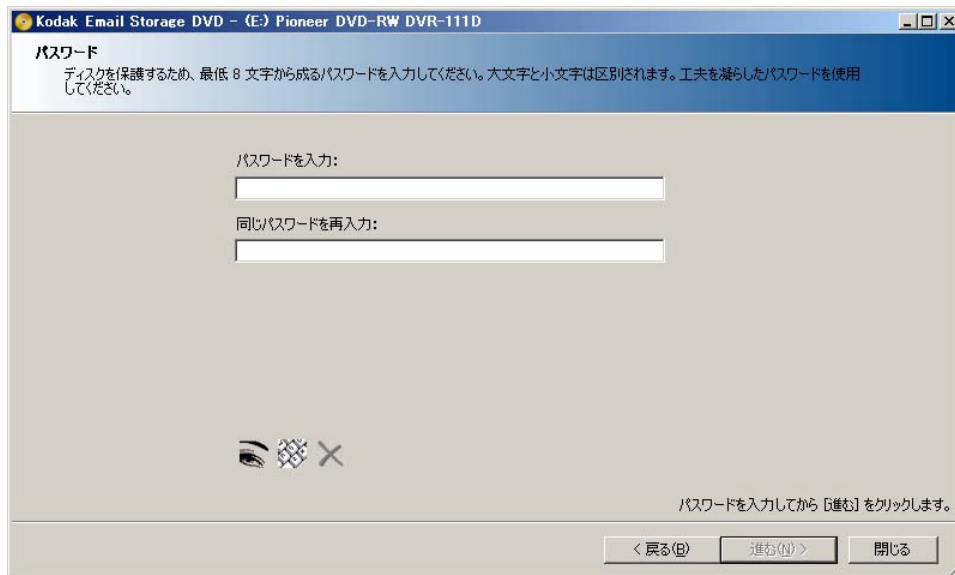 Kodak Email Storage DVD - (E:) Pioneer DVD-RW DVR-111D
パスワード
ディスクを保護するため、最低 8 文字から成るパスワードを入力してください。大文字と小文字は区別されます。工夫を凝らしたパスワードを使用
してください。
パスワードを入力:
同じパスワードを再入力:
パスワードを入力してから [進む] をクリックします。
< 戻る(B)
進む(N) >
閉じる